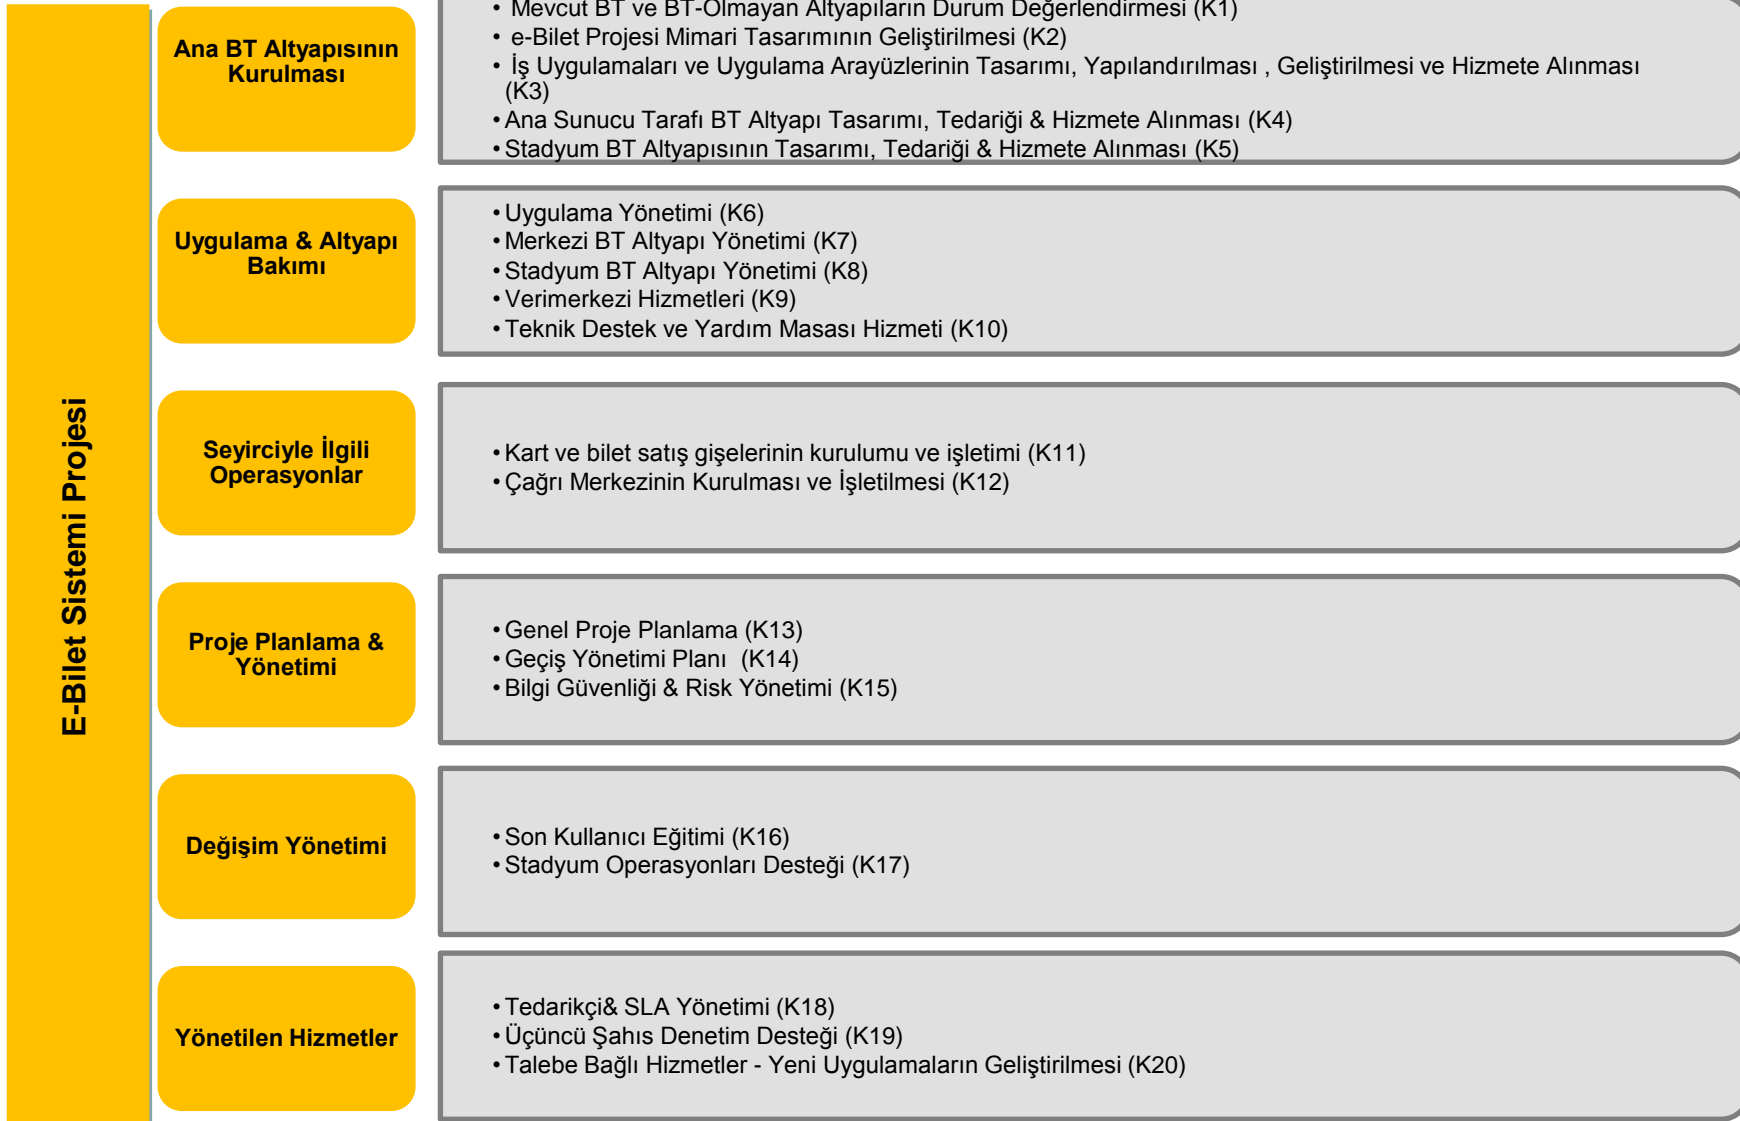 E-Bilet Sistemi Projesi
Ana BT Altyapısının
Kurulması
• Mevcut BT ve BT-Olmayan Altyapıların Durum Değerlendirmesi (K1)
• e-Bilet Projesi Mimari Tasarımının Geliştirilmesi (K2)
• İş Uygulamaları ve Uygulama Arayüzlerinin Tasarımı, Yapılandırılması , Geliştirilmesi ve Hizmete Alınması
(K3)
• Ana Sunucu Tarafı BT Altyapı Tasarımı, Tedariği & Hizmete Alınması (K4)
• Stadyum BT Altyapısının Tasarımı, Tedariği & Hizmete Alınması (K5)
Uygulama & Altyapı
Bakımı
• Uygulama Yönetimi (K6)
• Merkezi BT Altyapı Yönetimi (K7)
• Stadyum BT Altyapı Yönetimi (K8)
• Verimerkezi Hizmetleri (K9)
• Teknik Destek ve Yardım Masası Hizmeti (K10)
Seyirciyle İlgili
Operasyonlar
• Kart ve bilet satış gişelerinin kurulumu ve işletimi (K11)
• Çağrı Merkezinin Kurulması ve İşletilmesi (K12)
Proje Planlama &
Yönetimi
• Genel Proje Planlama (K13)
• Geçiş Yönetimi Planı (K14)
• Bilgi Güvenliği & Risk Yönetimi (K15)
Değişim Yönetimi
• Son Kullanıcı Eğitimi (K16)
• Stadyum Operasyonları Desteği (K17)
Yönetilen Hizmetler
• Tedarikçi& SLA Yönetimi (K18)
• Üçüncü Şahıs Denetim Desteği (K19)
• Talebe Bağlı Hizmetler - Yeni Uygulamaların Geliştirilmesi (K20)